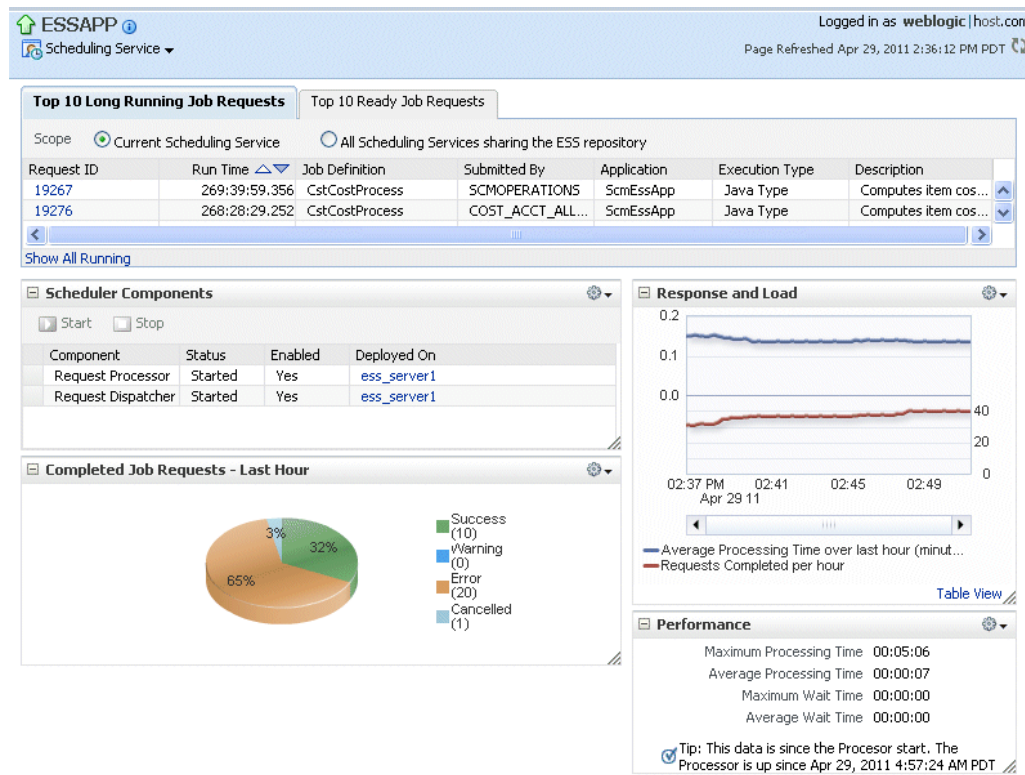 ESSAPP
Logged in as weblogic|host.com
Scheduling Service
Page Refreshed Apr 29, 2011 2:36:12 PM PDT
Top 10 Long Running Job Requests
Top 10 Ready Job Requests
Scope Current Scheduling Service All Scheduling Services sharing the ESS repository
Request ID Run Time Job Definition Submitted By Application Execution Type Description
19267 269:39:59.356 CstCostProcess SCMOPERATIONS ScmEssApp Java Type Computes item cos...
19276 268:28:29.252 CstCostProcess COST_ACCT_ALL... ScmEssApp Java Type Computes item cos...
Show All Running
Scheduler Components
Start Stop
Component Status Enabled Deployed On
Request Processor Started Yes ess_server1
Request Dispatcher Started Yes ess_server1
Completed Job Requests - Last Hour
3%
32%
65%
Success
(10)
Warning
(0)
Error
(20)
Cancelled
(1)
Response and Load
0.2
0.1
0.0
40
20
0
02:37 PM 02:41 02:45 02:49
Apr 29 11
Average Processing Time over last hour (minut...
Requests Completed per hour
Table View
Performance
Maximum Processing Time 00:05:06
Average Processing Time 00:00:07
Maximum Wait Time 00:00:00
Average Wait Time 00:00:00
Tip: This data is since the Procesor start. The
Processor is up since Apr 29, 2011 4:57:24 AM PDT